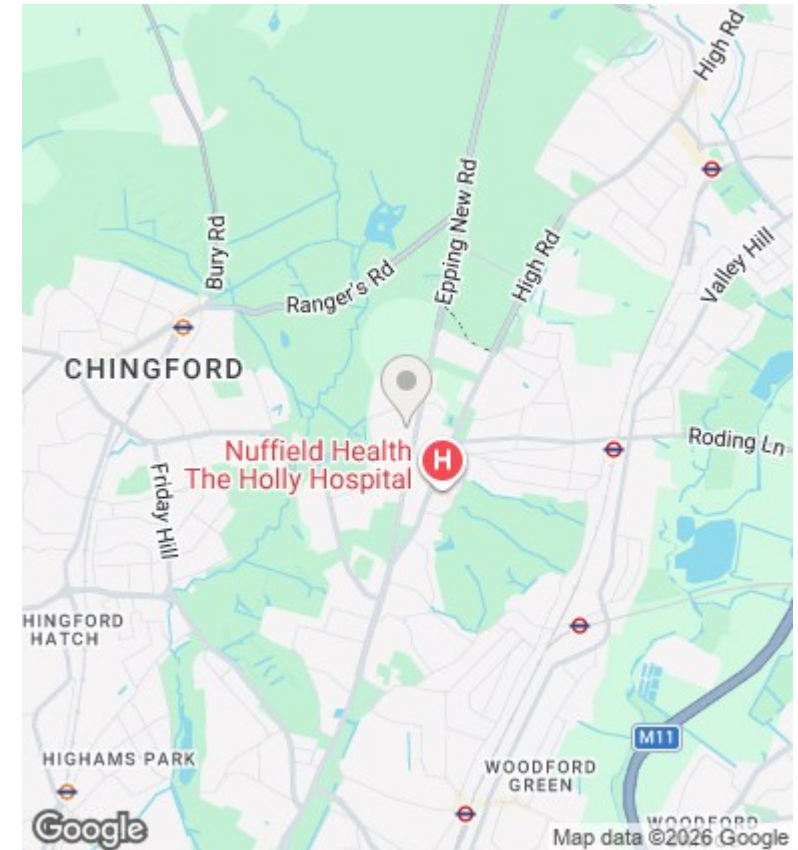 High Rd
Bury Rd
Epping New Rd
High Rd
Valley Hill
Ranger's Rd
CHINGFORD
Nuffield Health
The Holly Hospital
H
Roding Ln
Friday Hill
HINGFORD
HATCH
M11
HIGHAMS PARK
WOODFORD
GREEN
WOODFORD
Google
Map data ©2026 Google